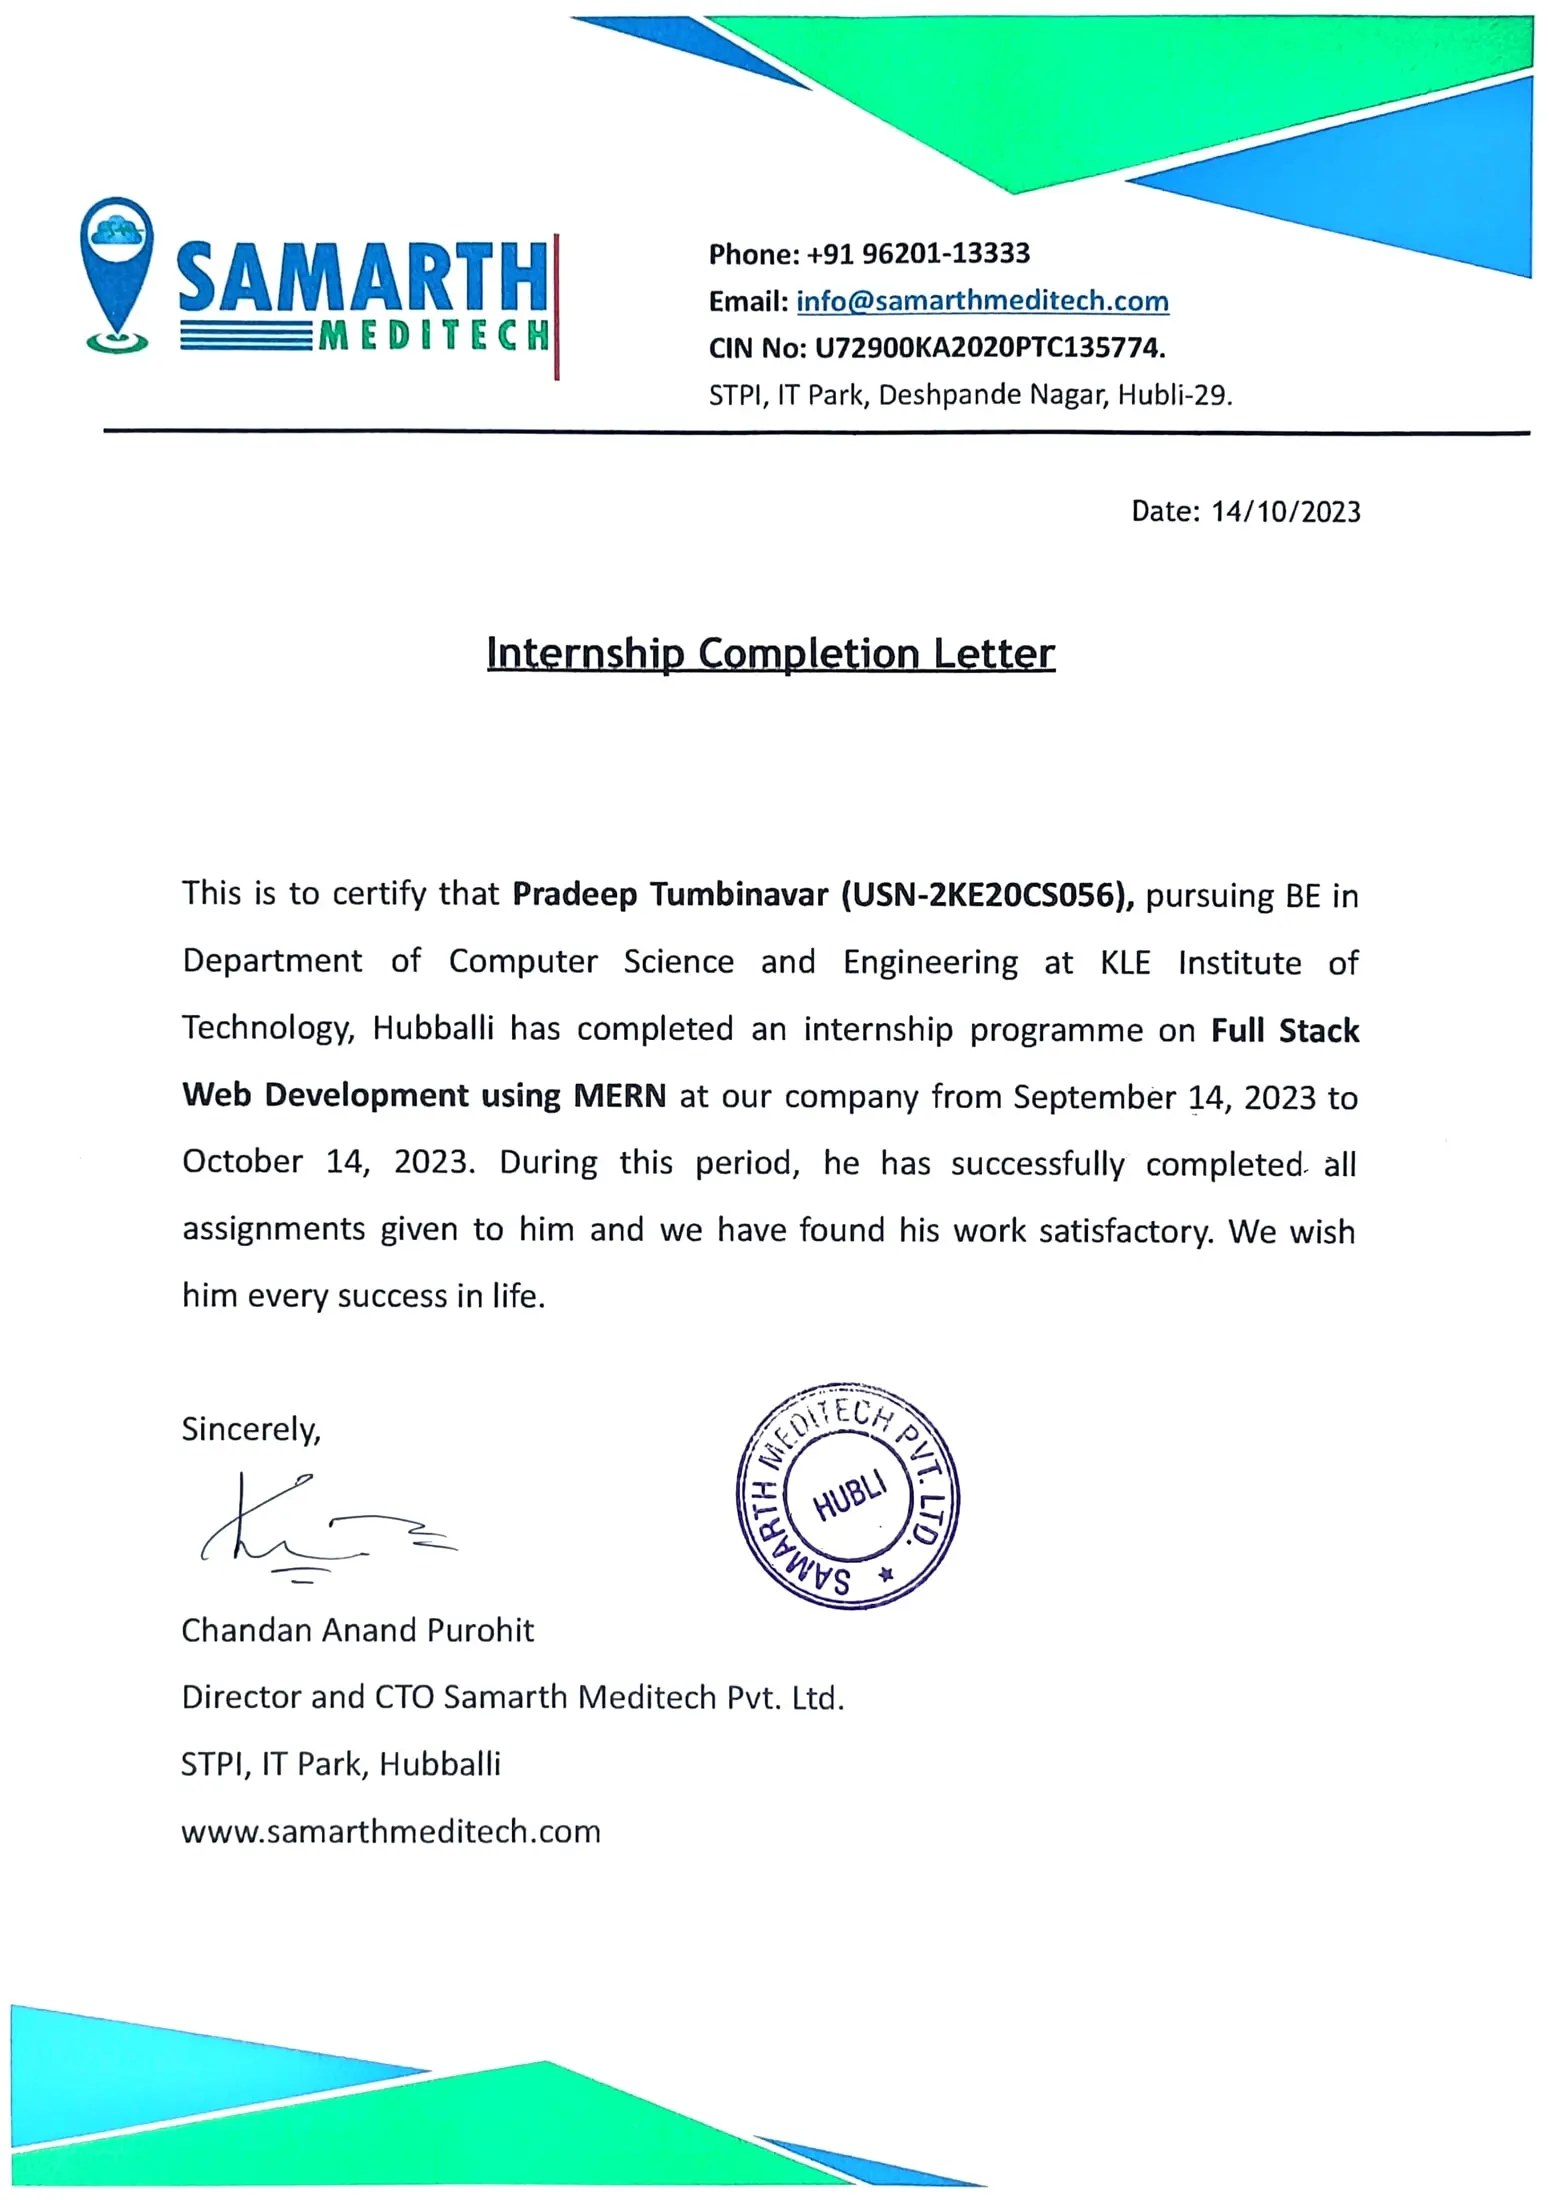 SAMARTH
MEDITECH
Phone: +91 96201-13333
Email: info@samarthmeditech.com
CIN No: U72900KA2020PTC135774.
STPI, IT Park, Deshpande Nagar, Hubli-29.
Date: 14/10/2023
Internship Completion Letter
This is to certify that Pradeep Tumbinavar (USN-2KE20CS056), pursuing BE in
Department of Computer Science and Engineering at KLE Institute of
Technology, Hubballi has completed an internship programme on Full Stack
Web Development using MERN at our company from September 14, 2023 to
October 14, 2023. During this period, he has successfully completed all
assignments given to him and we have found his work satisfactory. We wish
him every success in life.
Sincerely,
SAMARTH MEDITECH PVT. LTD.
HUBLI
Chandan Anand Purohit
Director and CTO Samarth Meditech Pvt. Ltd.
STPI, IT Park, Hubballi
www.samarthmeditech.com